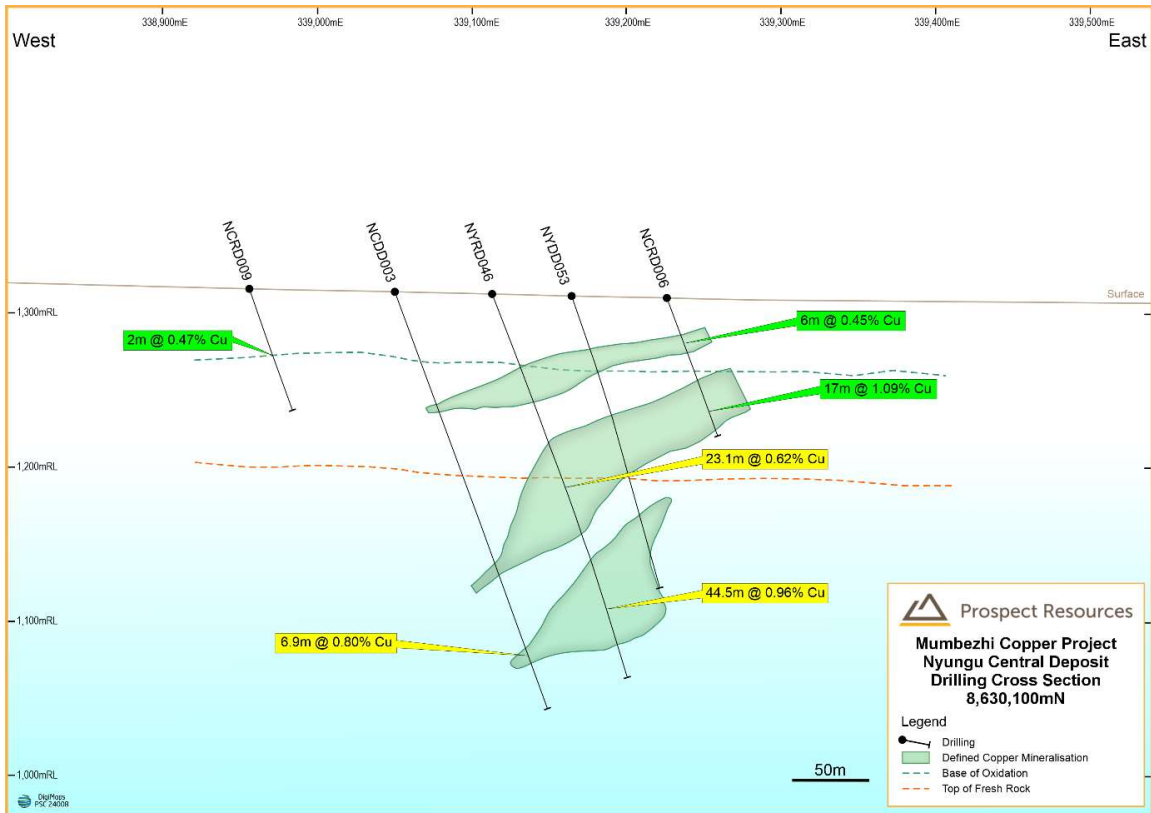 338,900mE
339,000mE
339,100mE
339,200mE
339,300mE
339,400mE
339,500mE
West
East
NCRD009
NCDD003
NYRD046
NYDD053
NCRD006
Surface
1,300mRL
6m @ 0.45% Cu
2m @ 0.47% Cu
17m @ 1.09% Cu
1,200mRL
23.1m @ 0.62% Cu
44.5m @ 0.96% Cu
1,100mRL
6.9m @ 0.80% Cu
Prospect Resources
Mumbezhi Copper Project
Nyungu Central Deposit
Drilling Cross Section
8,630,100mN
Legend
Drilling
Defined Copper Mineralisation
Base of Oxidation
Top of Fresh Rock
1,000mRL
50m
DigiMaps
PSC 24008